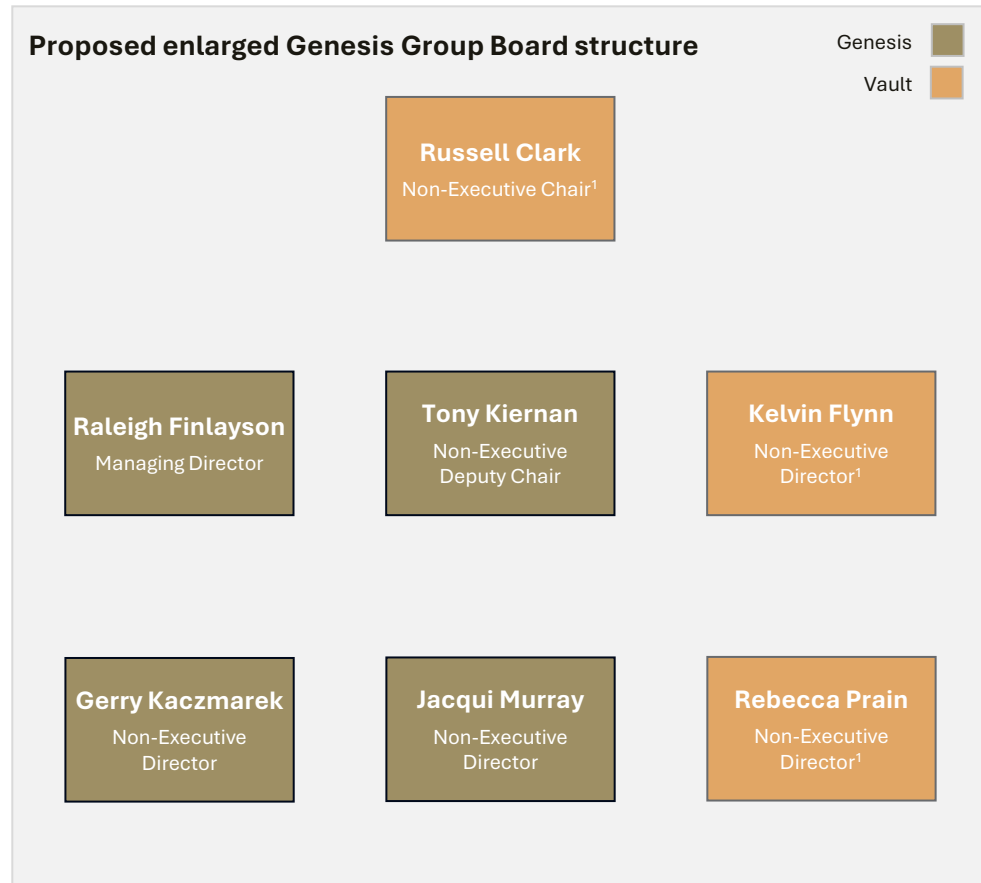 Proposed enlarged Genesis Group Board structure
Genesis
Vault
Russell Clark
Non-Executive Chair¹
Raleigh Finlayson
Managing Director
Tony Kiernan
Non-Executive
Deputy Chair
Kelvin Flynn
Non-Executive
Director¹
Gerry Kaczmarek
Non-Executive
Director
Jacqui Murray
Non-Executive
Director
Rebecca Prain
Non-Executive
Director¹